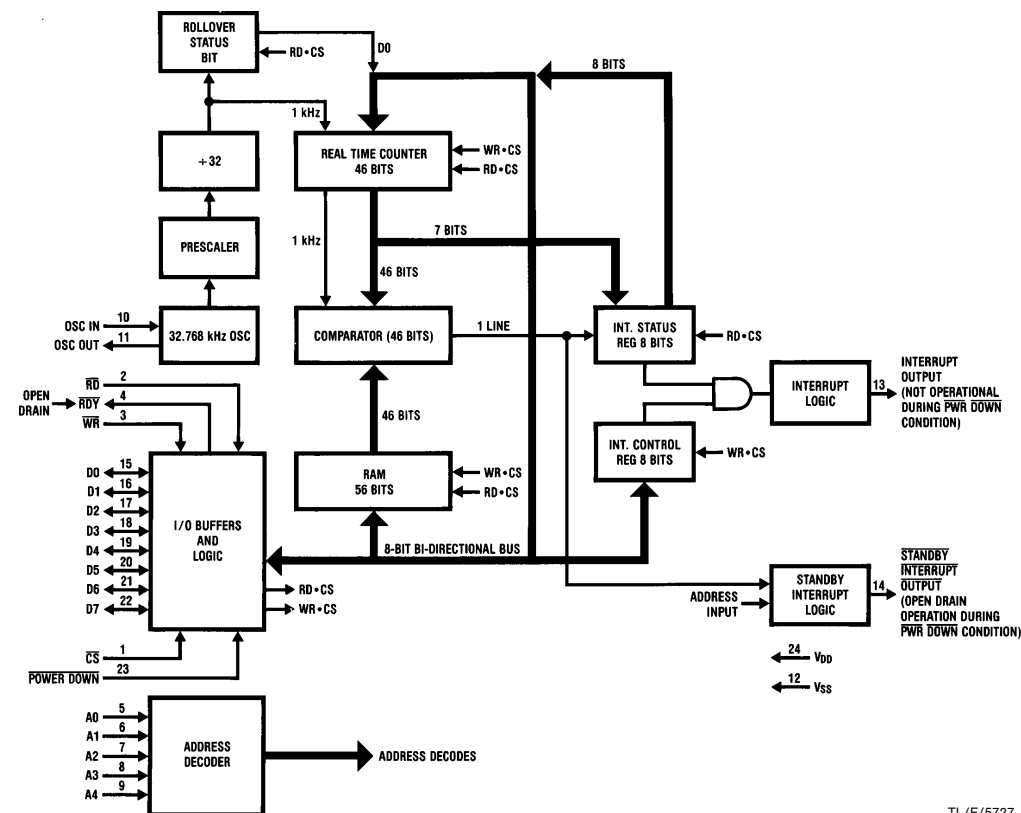 ROLLOVER
STATUS
BIT
RD•CS
D0
8 BITS
1 kHz
÷32
REAL TIME COUNTER
46 BITS
WR•CS
RD•CS
PRESCALER
1 kHz
7 BITS
46 BITS
OSC IN 10
OSC OUT 11
32.768 kHz OSC
COMPARATOR (46 BITS)
1 LINE
INT. STATUS
REG 8 BITS
RD•CS
INTERRUPT
LOGIC
13
INTERRUPT
OUTPUT
(NOT OPERATIONAL
DURING PWR DOWN
CONDITION)
OPEN
DRAIN
RD 2
RDY 4
WR 3
46 BITS
INT. CONTROL
REG 8 BITS
WR•CS
RAM
56 BITS
WR•CS
RD•CS
D0 15
D1 16
D2 17
D3 18
D4 19
D5 20
D6 21
D7 22
I/O BUFFERS
AND
LOGIC
8-BIT BI-DIRECTIONAL BUS
RD•CS
WR•CS
ADDRESS
INPUT
STANDBY
INTERRUPT
LOGIC
14
STANDBY
INTERRUPT
OUTPUT
(OPEN DRAIN
OPERATION DURING
PWR DOWN CONDITION)
CS 1
POWER DOWN 23
24 VDD
12 VSS
A0 5
A1 6
A2 7
A3 8
A4 9
ADDRESS
DECODER
ADDRESS DECODES